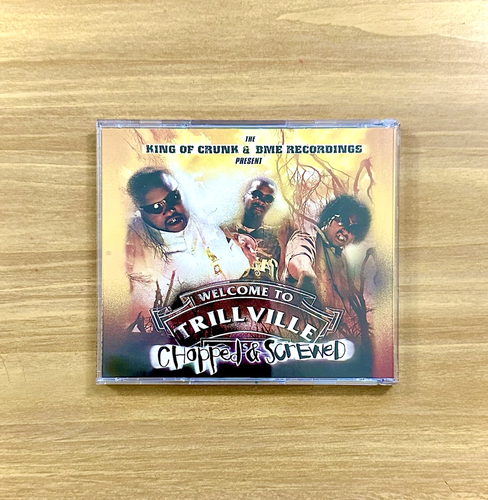 THE
KING OF CRUNK & BME RECORDINGS
PRESENT
WELCOME TO
TRILLVILLE
CHOPPED & SCREWED